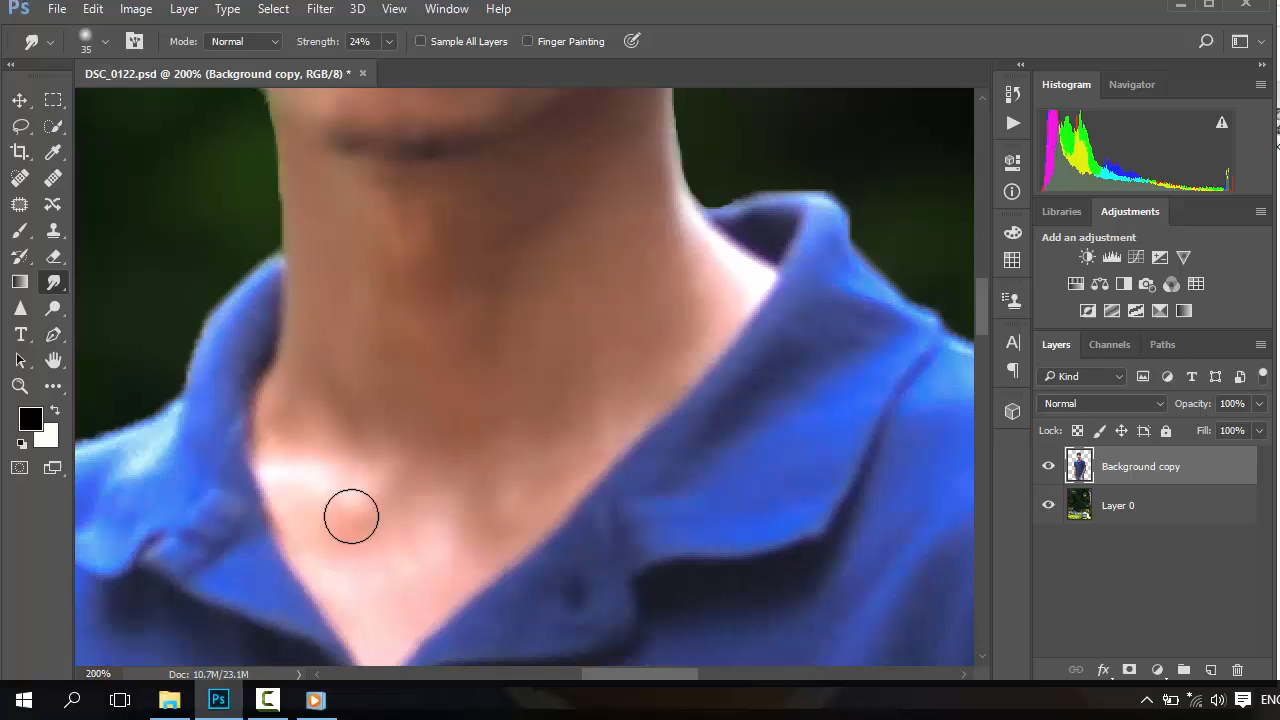 Ps File Edit Image Layer Type Select Filter 3D View Window Help
35 Mode: Normal Strength: 24% Sample All Layers Finger Painting
DSC_0122.psd @ 200% (Background copy, RGB/8) * ×
Histogram Navigator
Libraries Adjustments
Add an adjustment
Layers Channels Paths
Kind
Normal Opacity: 100%
Lock: Fill: 100%
Background copy
Layer 0
200% Doc: 10.7M/23.1M
Ps C ENG